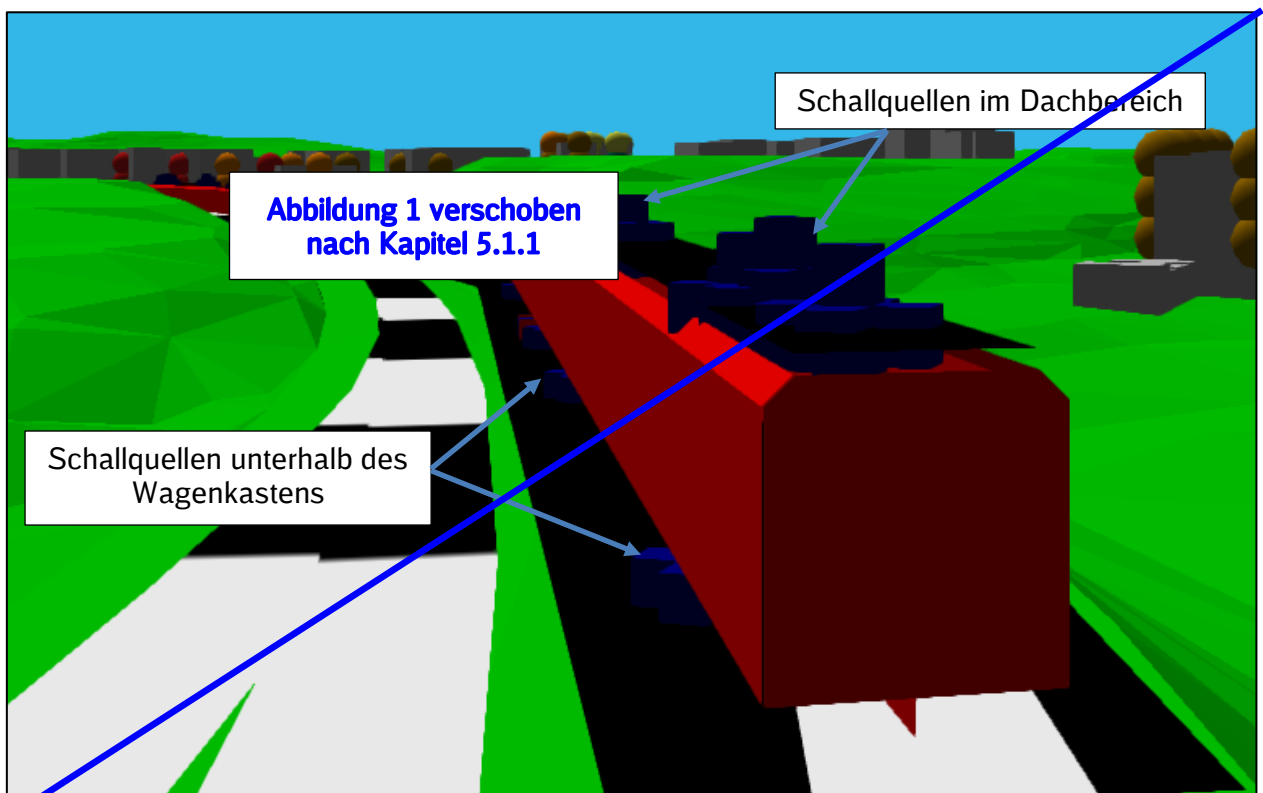 Schallquellen im Dachbereich
Abbildung 1 verschoben
nach Kapitel 5.1.1
Schallquellen unterhalb des
Wagenkastens